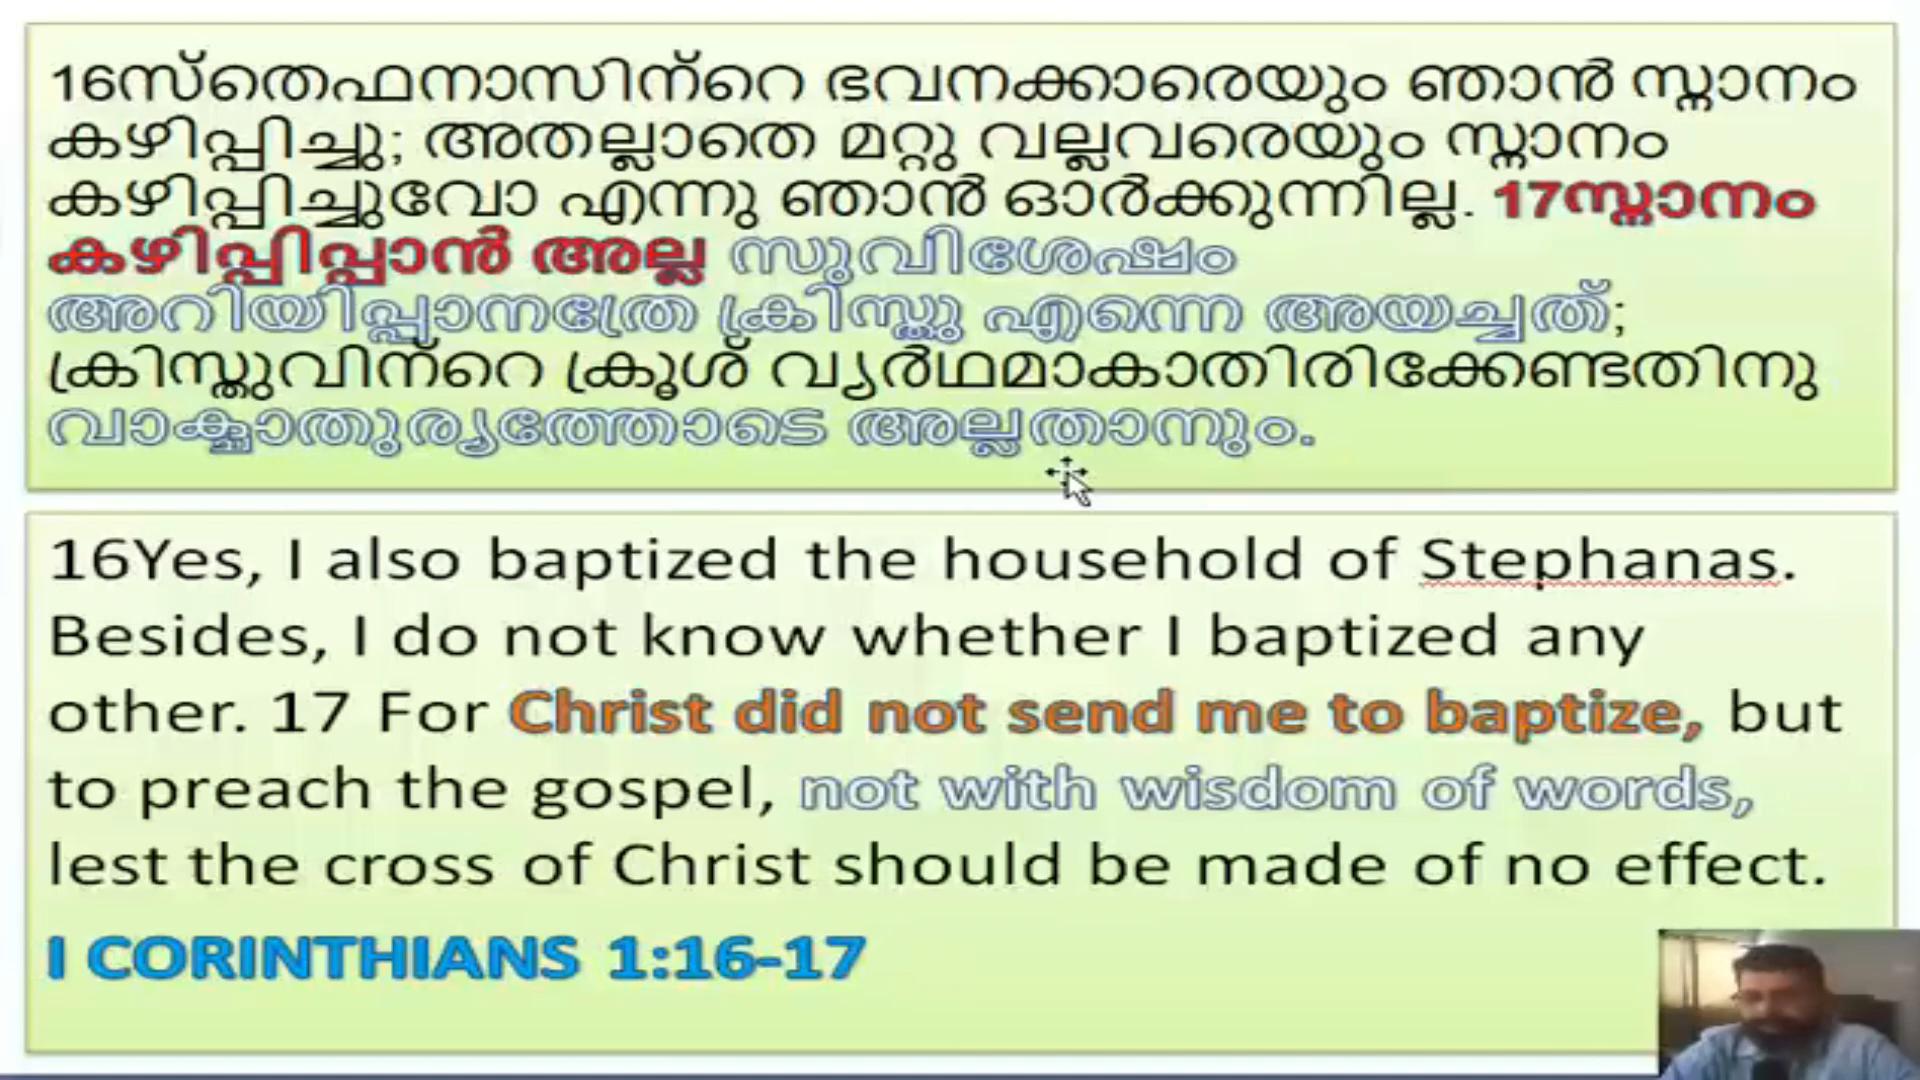 16സ്തെഫനാസിന്റെ ഭവനക്കാരെയും ഞാൻ സ്നാനം
കഴിപ്പിച്ചു; അതല്ലാതെ മറ്റു വല്ലവരെയും സ്നാനം
കഴിപ്പിച്ചുവോ എന്നു ഞാൻ ഓർക്കുന്നില്ല. 17സ്നാനം
കഴിപ്പിപ്പാൻ അല്ല സുവിശേഷം
അറിയിപ്പാനത്രേ ക്രിസ്തു എന്നെ അയച്ചത്;
ക്രിസ്തുവിന്റെ ക്രൂശ് വ്യർഥമാകാതിരിക്കേണ്ടതിനു
വാക്ചാതുര്യത്തോടെ അല്ലതാനും.
16Yes, I also baptized the household of Stephanas.
Besides, I do not know whether I baptized any
other. 17 For Christ did not send me to baptize, but
to preach the gospel, not with wisdom of words,
lest the cross of Christ should be made of no effect.
I CORINTHIANS 1:16-17